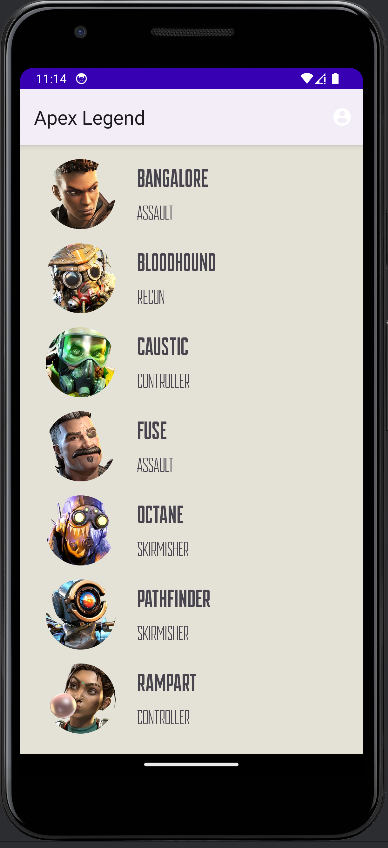 11:14
Apex Legend
BANGALORE
ASSAULT
BLOODHOUND
RECON
CAUSTIC
CONTROLLER
FUSE
ASSAULT
OCTANE
SKIRMISHER
PATHFINDER
SKIRMISHER
RAMPART
CONTROLLER